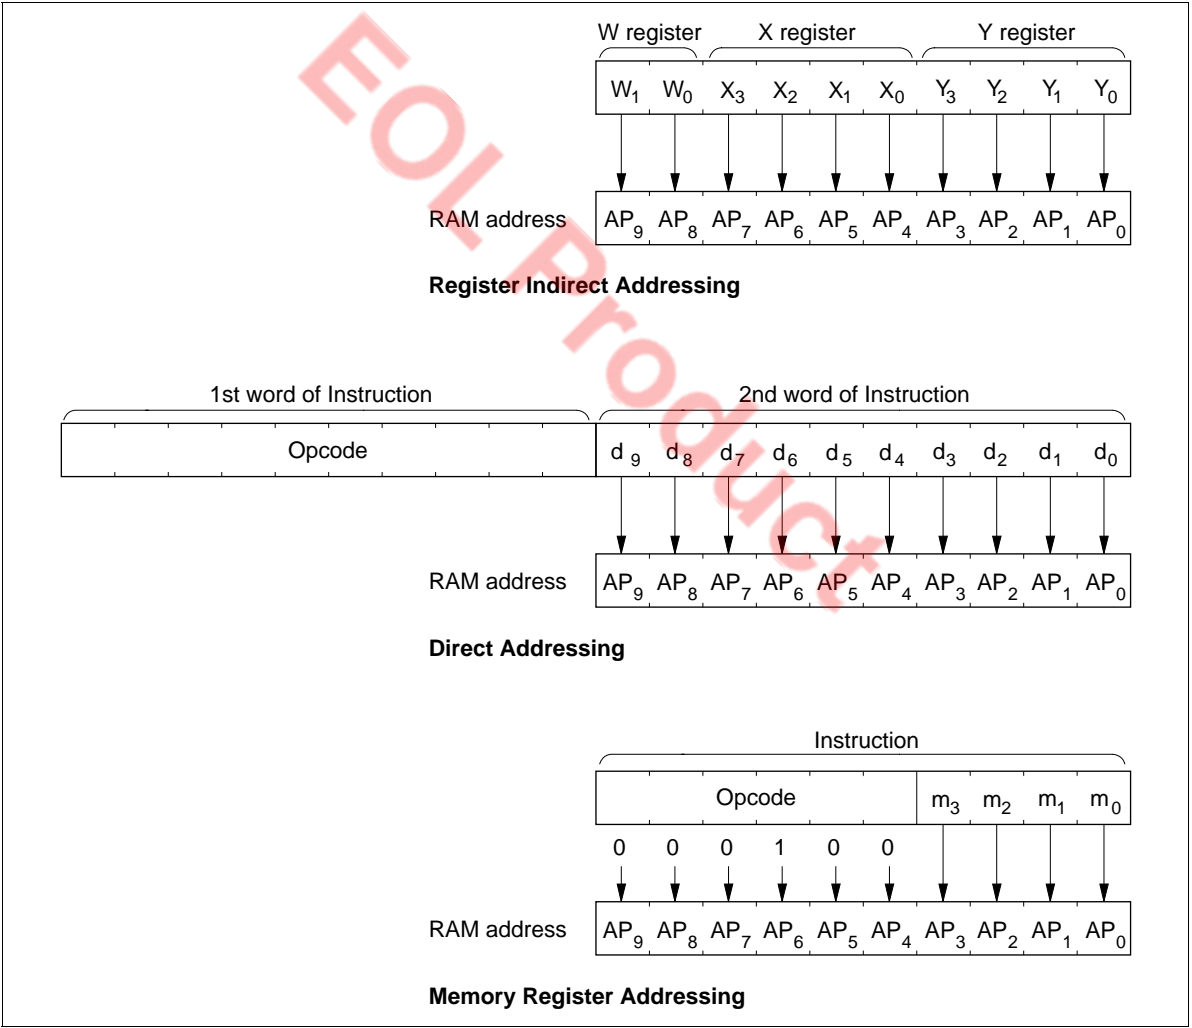 W register X register Y register
W1 W0 X3 X2 X1 X0 Y3 Y2 Y1 Y0
RAM address AP9 AP8 AP7 AP6 AP5 AP4 AP3 AP2 AP1 AP0
Register Indirect Addressing
1st word of Instruction 2nd word of Instruction
Opcode d9 d8 d7 d6 d5 d4 d3 d2 d1 d0
RAM address AP9 AP8 AP7 AP6 AP5 AP4 AP3 AP2 AP1 AP0
Direct Addressing
Instruction
Opcode m3 m2 m1 m0
0 0 0 1 0 0
RAM address AP9 AP8 AP7 AP6 AP5 AP4 AP3 AP2 AP1 AP0
Memory Register Addressing
EOL Product